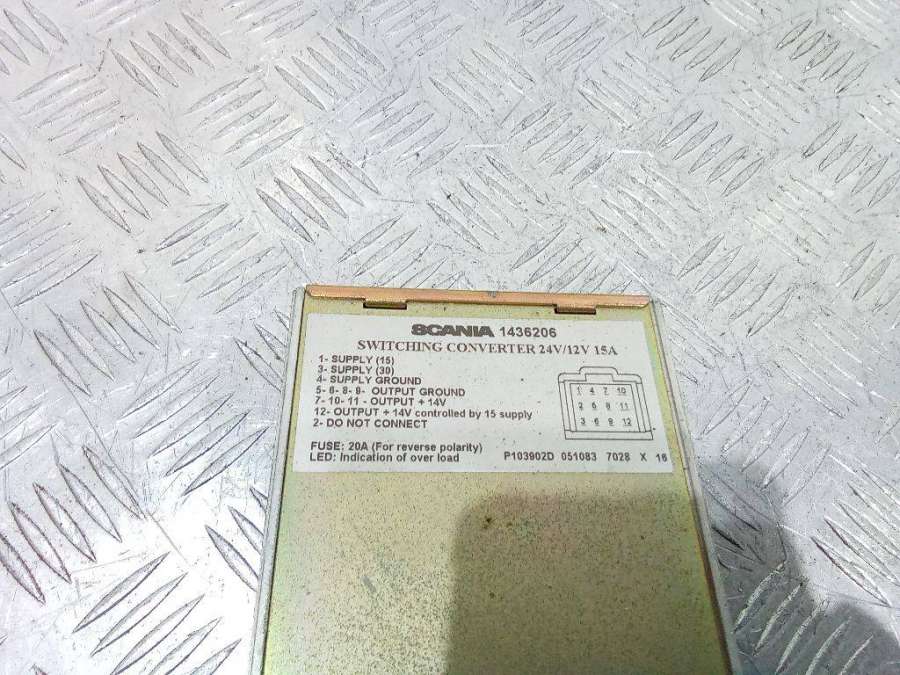 SCANIA 1436206
SWITCHING CONVERTER 24V/12V 15A
1- SUPPLY (15)
3- SUPPLY (30)
4- SUPPLY GROUND
5- 6- 8- 9- OUTPUT GROUND
7- 10- 11 - OUTPUT + 14V
12- OUTPUT + 14V controlled by 15 supply
2- DO NOT CONNECT
1 4 7 10
2 5 8 11
3 6 9 12
FUSE: 20A (For reverse polarity)
LED: Indication of over load
P103902D 051083 7028 X 16